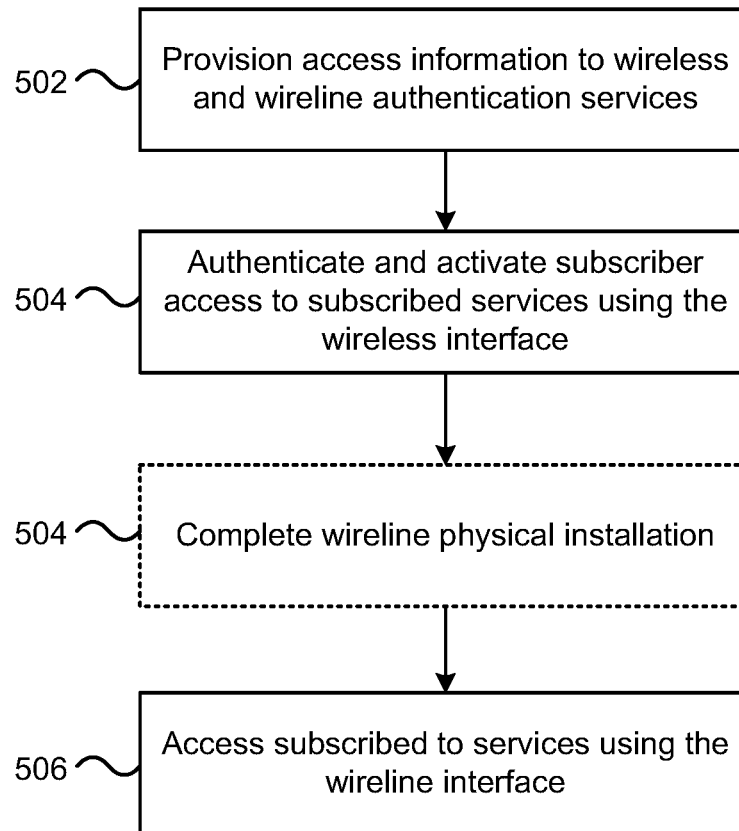 502
Provision access information to wireless
and wireline authentication services
504
Authenticate and activate subscriber
access to subscribed services using the
wireless interface
504
Complete wireline physical installation
506
Access subscribed to services using the
wireline interface